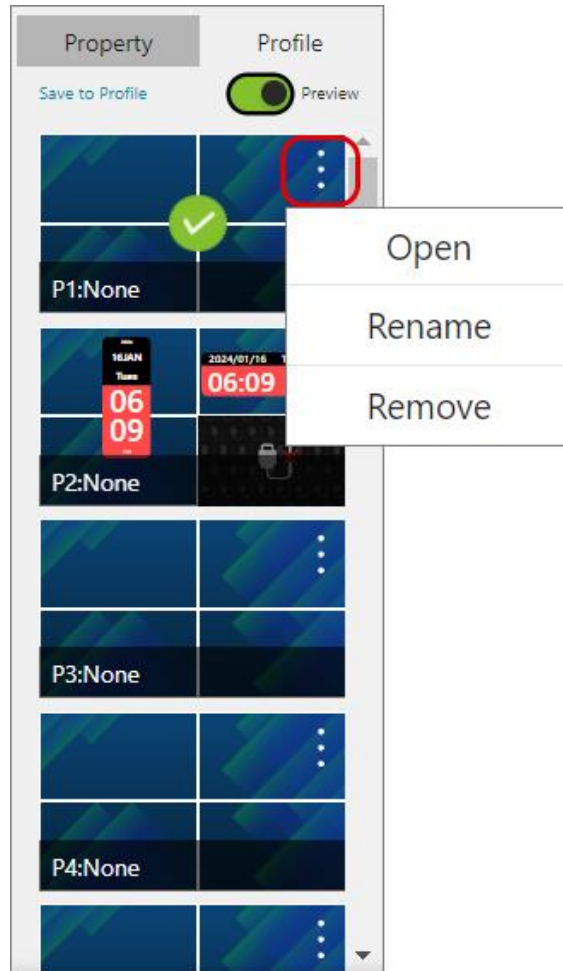 Property Profile
Save to Profile Preview
Open
P1:None
Rename
Remove
16JAN
Tues
06
09
2024/01/16
06:09
P2:None
P3:None
P4:None